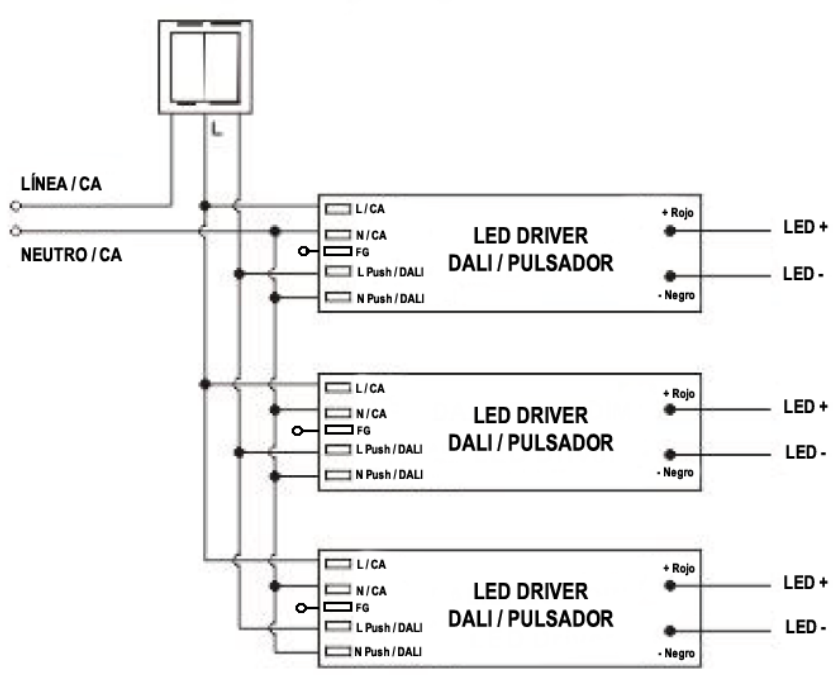 L
LÍNEA / CA
NEUTRO / CA
L / CA
N / CA
FG
L Push / DALI
N Push / DALI
LED DRIVER
DALI / PULSADOR
+ Rojo
- Negro
LED +
LED -
L / CA
N / CA
FG
L Push / DALI
N Push / DALI
LED DRIVER
DALI / PULSADOR
+ Rojo
- Negro
LED +
LED -
L / CA
N / CA
FG
L Push / DALI
N Push / DALI
LED DRIVER
DALI / PULSADOR
+ Rojo
- Negro
LED +
LED -